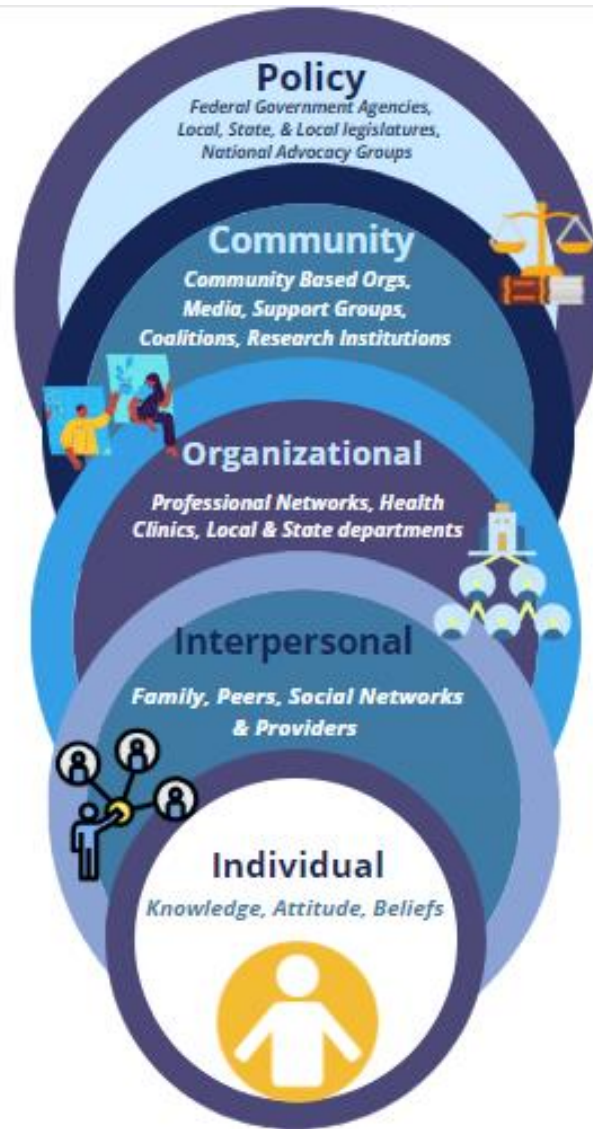 Policy
Federal Government Agencies,
Local, State, & Local legislatures,
National Advocacy Groups
Community
Community Based Orgs,
Media, Support Groups,
Coalitions, Research Institutions
Organizational
Professional Networks, Health
Clinics, Local & State departments
Interpersonal
Family, Peers, Social Networks
& Providers
Individual
Knowledge, Attitude, Beliefs